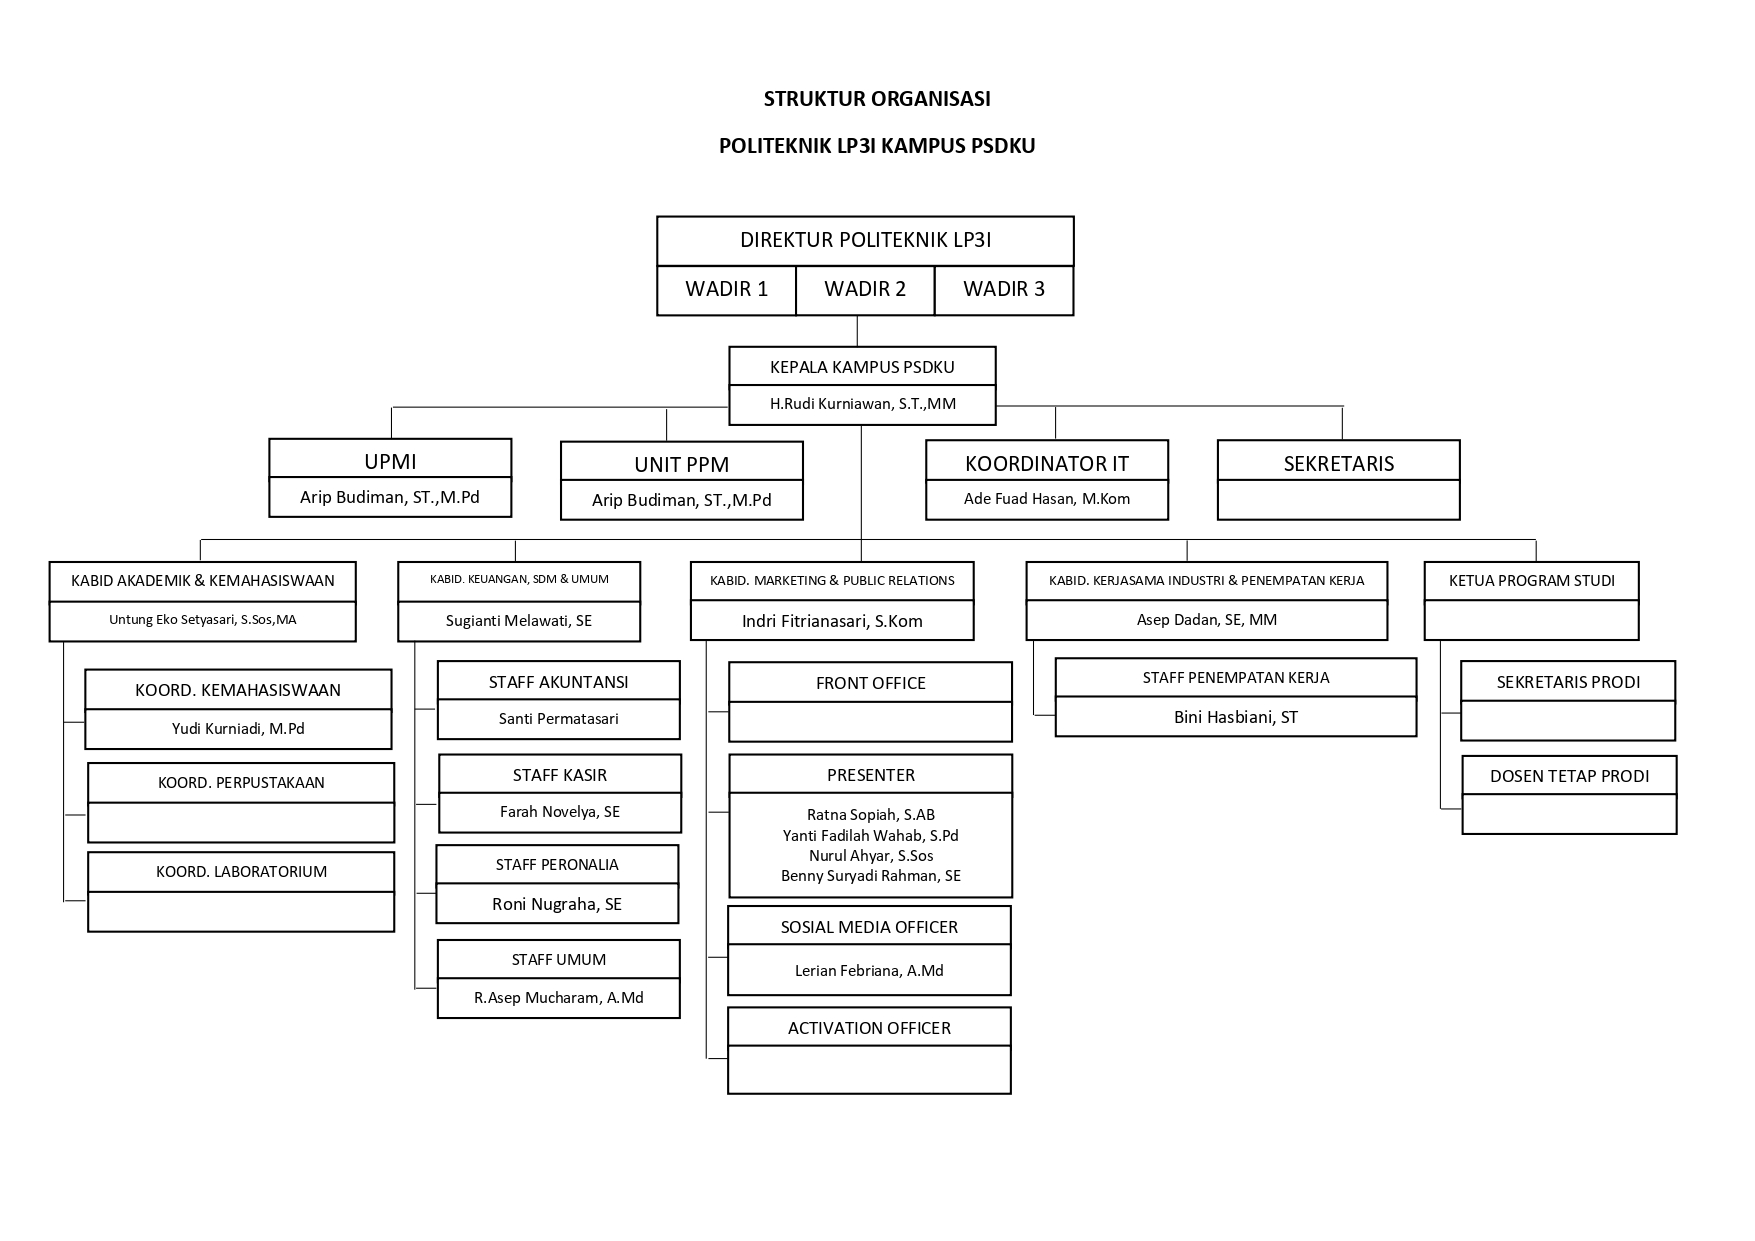 STRUKTUR ORGANISASI
POLITEKNIK LP3I KAMPUS PSDKU
DIREKTUR POLITEKNIK LP3I
WADIR 1
WADIR 2
WADIR 3
KEPALA KAMPUS PSDKU
H.Rudi Kurniawan, S.T.,MM
UPMI
Arip Budiman, ST.,M.Pd
UNIT PPM
Arip Budiman, ST.,M.Pd
KOORDINATOR IT
Ade Fuad Hasan, M.Kom
SEKRETARIS
KABID AKADEMIK & KEMAHASISWAAN
Untung Eko Setyasari, S.Sos,MA
KOORD. KEMAHASISWAAN
Yudi Kurniadi, M.Pd
KOORD. PERPUSTAKAAN
KOORD. LABORATORIUM
KABID. KEUANGAN, SDM & UMUM
Sugianti Melawati, SE
STAFF AKUNTANSI
Santi Permatasari
STAFF KASIR
Farah Novelya, SE
STAFF PERONALIA
Roni Nugraha, SE
STAFF UMUM
R.Asep Mucharam, A.Md
KABID. MARKETING & PUBLIC RELATIONS
Indri Fitrianasari, S.Kom
FRONT OFFICE
PRESENTER
Ratna Sopiah, S.AB
Yanti Fadilah Wahab, S.Pd
Nurul Ahyar, S.Sos
Benny Suryadi Rahman, SE
SOSIAL MEDIA OFFICER
Lerian Febriana, A.Md
ACTIVATION OFFICER
KABID. KERJASAMA INDUSTRI & PENEMPATAN KERJA
Asep Dadan, SE, MM
STAFF PENEMPATAN KERJA
Bini Hasbiani, ST
KETUA PROGRAM STUDI
SEKRETARIS PRODI
DOSEN TETAP PRODI